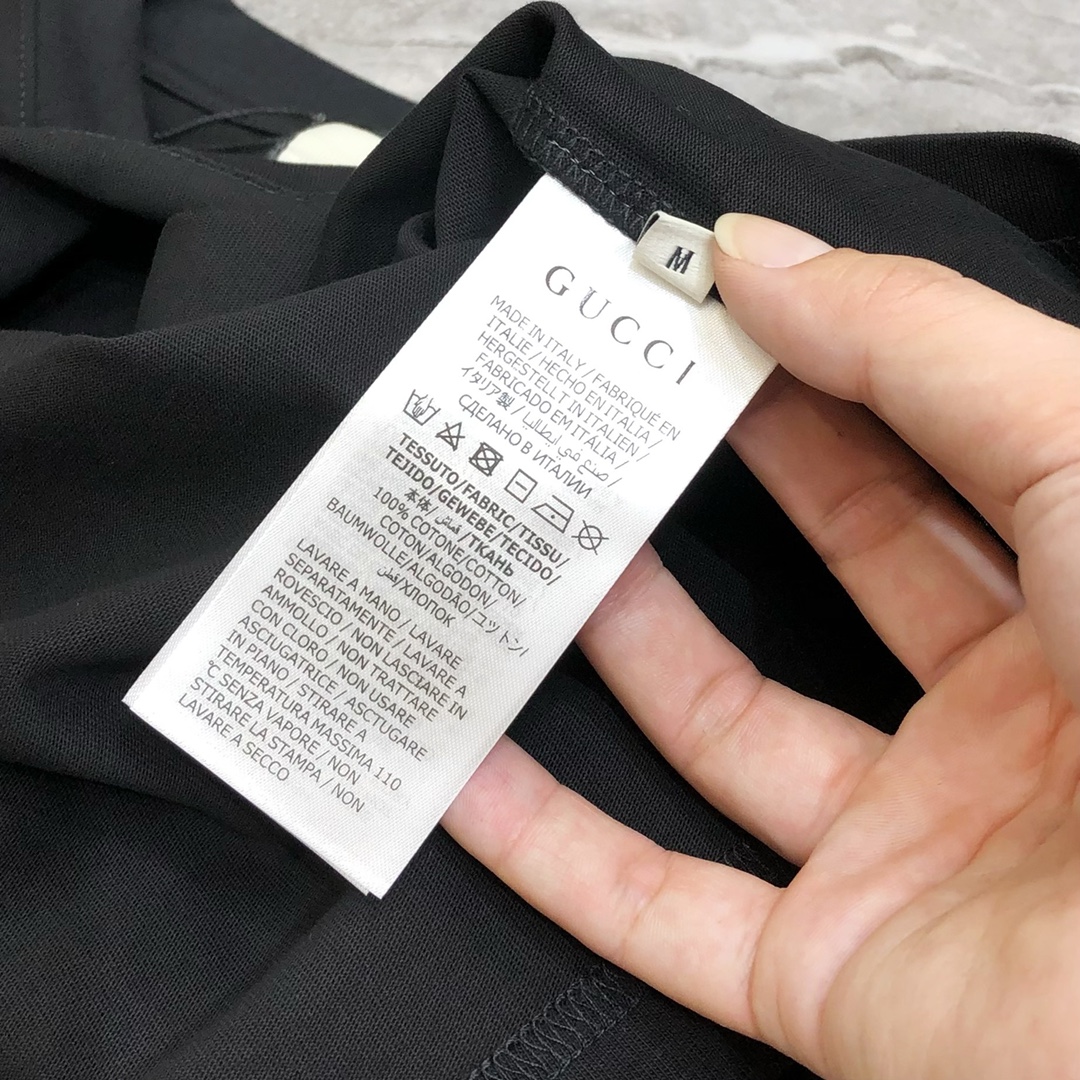 M
GUCCI
MADE IN ITALY / FABRIQUÉ EN
ITALIE / HECHO EN ITALIA /
HERGESTELLT IN ITALIEN /
FABRICADO EM ITÁLIA /
イタリア製 / صنع في ايطاليا /
СДЕЛАНО В ИТАЛИИ
TESSUTO/FABRIC/TISSU/
TEJIDO/GEWEBE/TECIDO/
本体/ قماش /ТКАНЬ
100% COTONE/COTTON/
COTON/ALGODON/
BAUMWOLLE/ALGODÃO/ユットン/
قطن/ХЛОПОК
LAVARE A MANO / LAVARE
SEPARATAMENTE / LAVARE A
ROVESCIO / NON LASCIARE IN
AMMOLLO / NON TRATTARE
CON CLORO / NON USARE
ASCIUGATRICE / ASCTUGARE
IN PIANO / STIRARE A
TEMPERATURA MASSIMA 110
°C SENZA VAPORE / NON
STIRARE, LA STAMPA / NON
LAVARE A SECCO